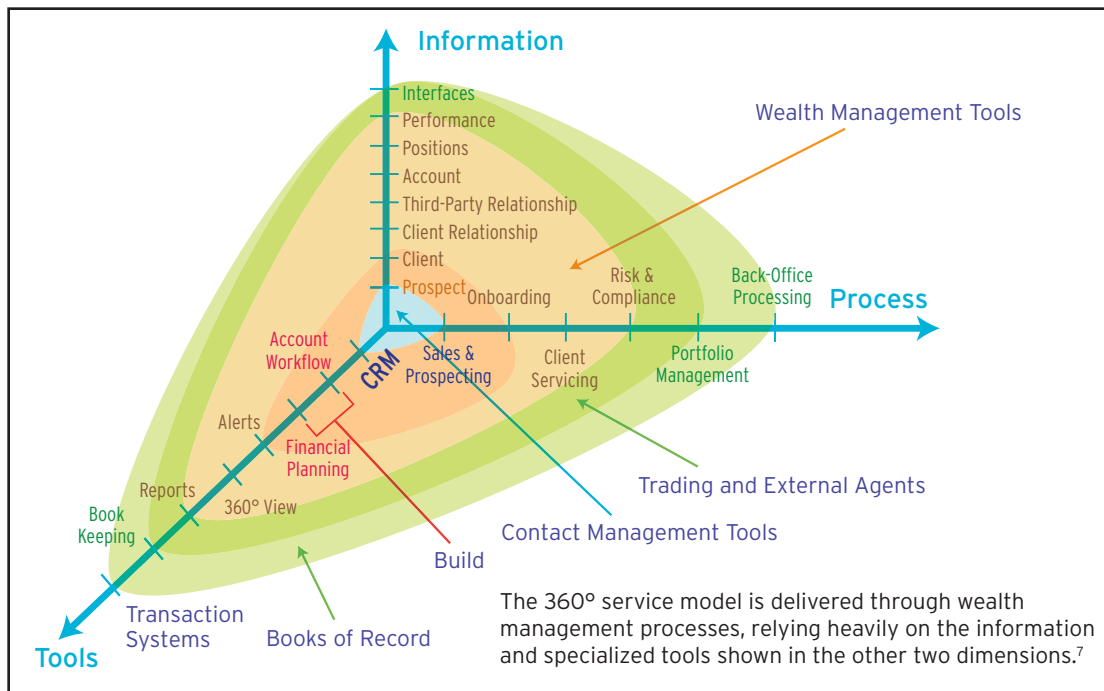 Information
Interfaces
Performance
Positions
Account
Third-Party Relationship
Client Relationship
Client
Prospect
Wealth Management Tools
Onboarding
Risk &
Compliance
Back-Office
Processing
Process
Account
Workflow
CRM
Sales &
Prospecting
Client
Servicing
Portfolio
Management
Alerts
Financial
Planning
Reports
360° View
Book
Keeping
Trading and External Agents
Contact Management Tools
Build
Transaction
Systems
Books of Record
Tools
The 360° service model is delivered through wealth
management processes, relying heavily on the information
and specialized tools shown in the other two dimensions.⁷